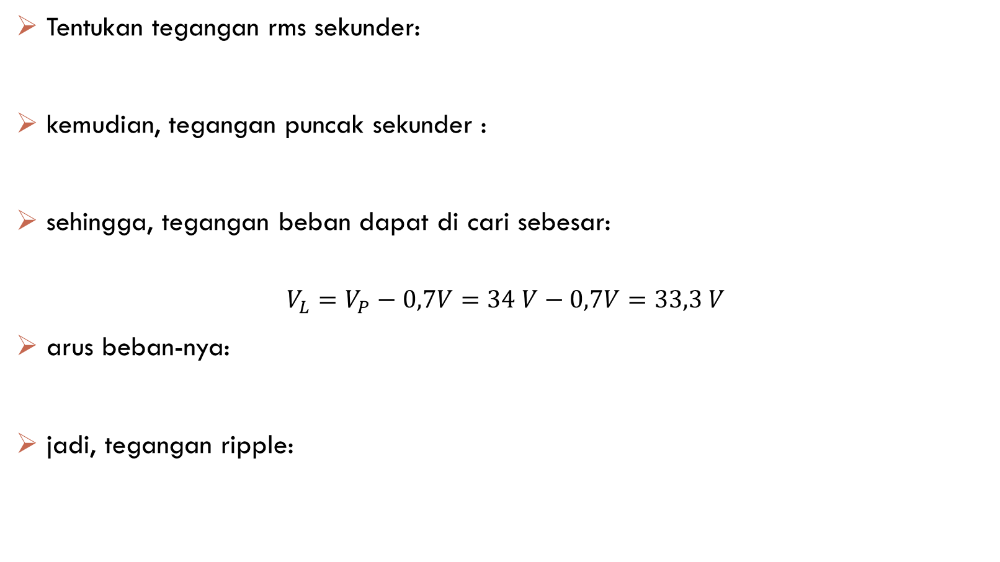 Tentukan tegangan rms sekunder:
kemudian, tegangan puncak sekunder :
sehingga, tegangan beban dapat di cari sebesar:
V_L = V_P − 0,7V = 34 V − 0,7V = 33,3 V
arus beban-nya:
jadi, tegangan ripple: